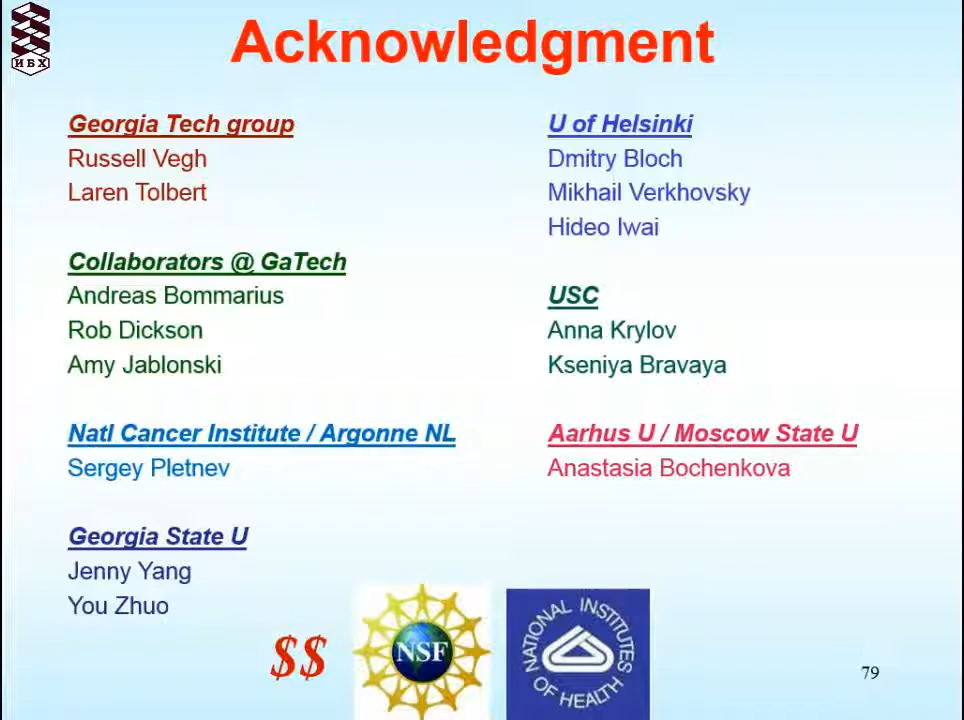 ИБХ
Acknowledgment
Georgia Tech group
Russell Vegh
Laren Tolbert
Collaborators @ GaTech
Andreas Bommarius
Rob Dickson
Amy Jablonski
Natl Cancer Institute / Argonne NL
Sergey Pletnev
Georgia State U
Jenny Yang
You Zhuo
U of Helsinki
Dmitry Bloch
Mikhail Verkhovsky
Hideo Iwai
USC
Anna Krylov
Kseniya Bravaya
Aarhus U / Moscow State U
Anastasia Bochenkova
$$
NSF
NATIONAL INSTITUTES
OF HEALTH
79